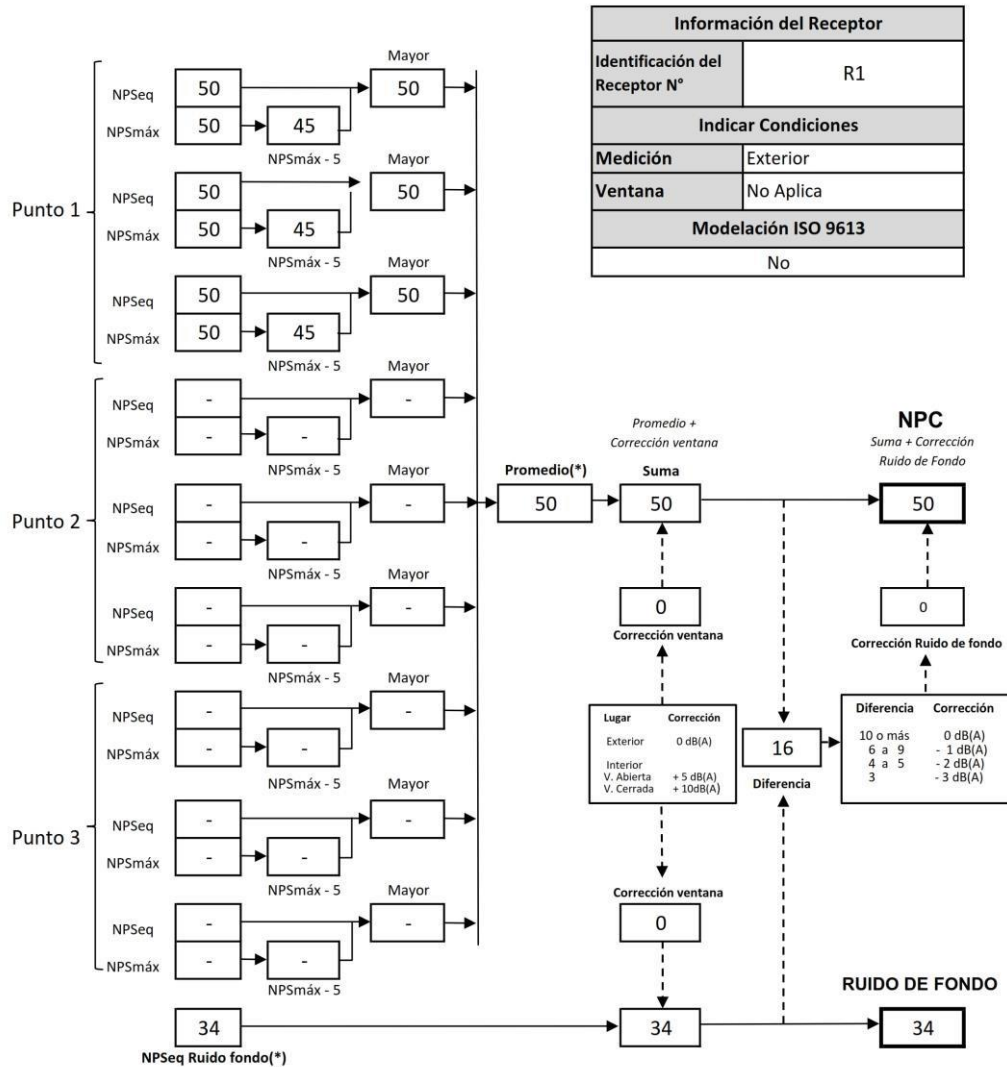 Información del Receptor
Identificación del Receptor N° R1
Indicar Condiciones
Medición Exterior
Ventana No Aplica
Modelación ISO 9613
No
Punto 1
Mayor
NPSeq 50 50
NPSmáx 50 45
NPSmáx - 5
Mayor
NPSeq 50 50
NPSmáx 50 45
NPSmáx - 5
Mayor
NPSeq 50 50
NPSmáx 50 45
NPSmáx - 5
Punto 2
Mayor
NPSeq - -
NPSmáx - -
NPSmáx - 5
Mayor
NPSeq - -
NPSmáx - -
NPSmáx - 5
Mayor
NPSeq - -
NPSmáx - -
NPSmáx - 5
Punto 3
Mayor
NPSeq - -
NPSmáx - -
NPSmáx - 5
Mayor
NPSeq - -
NPSmáx - -
NPSmáx - 5
Mayor
NPSeq - -
NPSmáx - -
NPSmáx - 5
34
NPSeq Ruido fondo(*)
Promedio(*)
50
Promedio +
Corrección ventana
Suma
50
0
Corrección ventana
Lugar Corrección
Exterior 0 dB(A)
Interior
V. Abierta + 5 dB(A)
V. Cerrada + 10dB(A)
Corrección ventana
0
34
16
Diferencia
NPC
Suma + Corrección
Ruido de Fondo
50
0
Corrección Ruido de fondo
Diferencia Corrección
10 o más 0 dB(A)
6 a 9 - 1 dB(A)
4 a 5 - 2 dB(A)
3 - 3 dB(A)
RUIDO DE FONDO
34